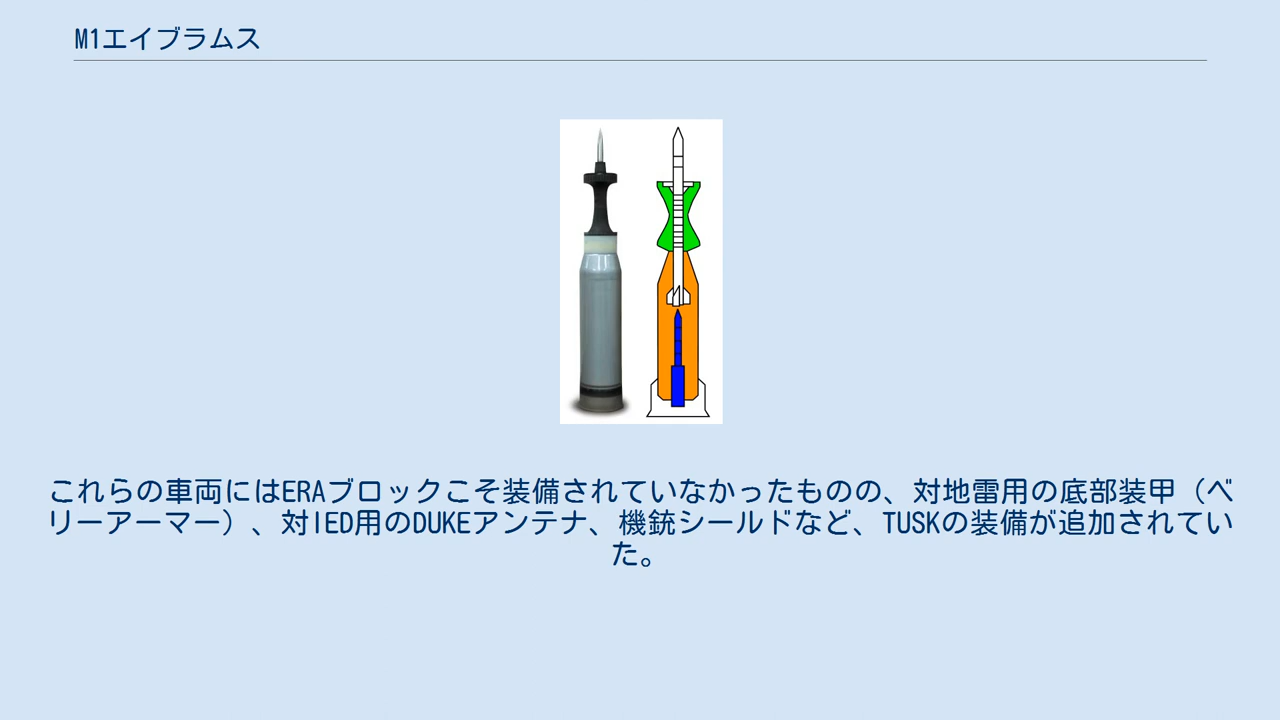 M1エイブラムス
これらの車両にはERAブロックこそ装備されていなかったものの、対地雷用の底部装甲（ベ
リーアーマー）、対IED用のDUKEアンテナ、機銃シールドなど、TUSKの装備が追加されてい
た。